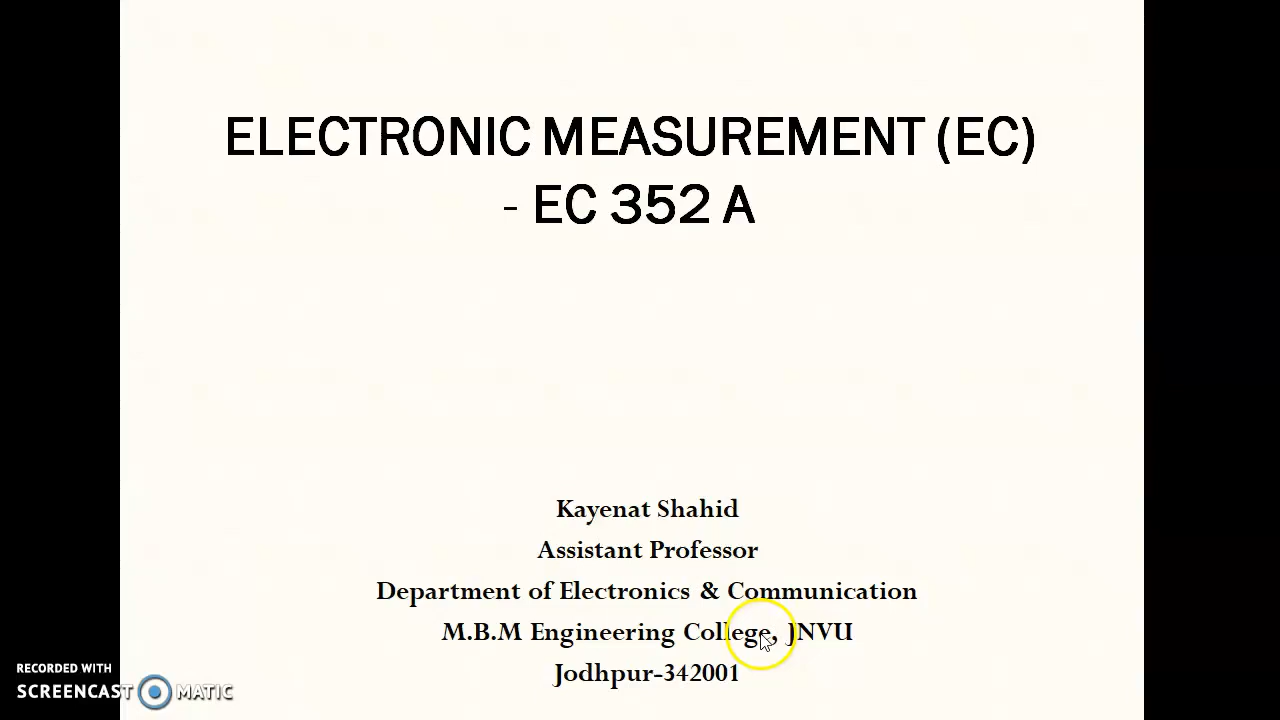 ELECTRONIC MEASUREMENT (EC)
- EC 352 A
Kayenat Shahid
Assistant Professor
Department of Electronics & Communication
M.B.M Engineering College, JNVU
Jodhpur-342001
RECORDED WITH
SCREENCAST MATIC